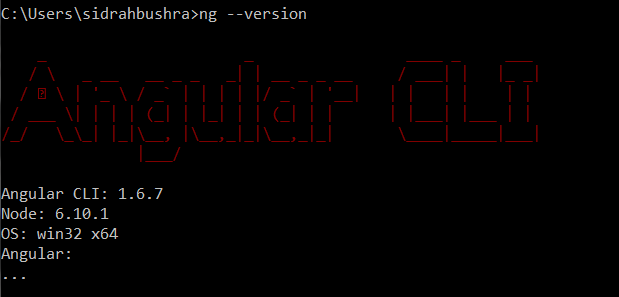 C:\Users\sidrahbushra>ng --version
Angular CLI
Angular CLI: 1.6.7
Node: 6.10.1
OS: win32 x64
Angular:
...